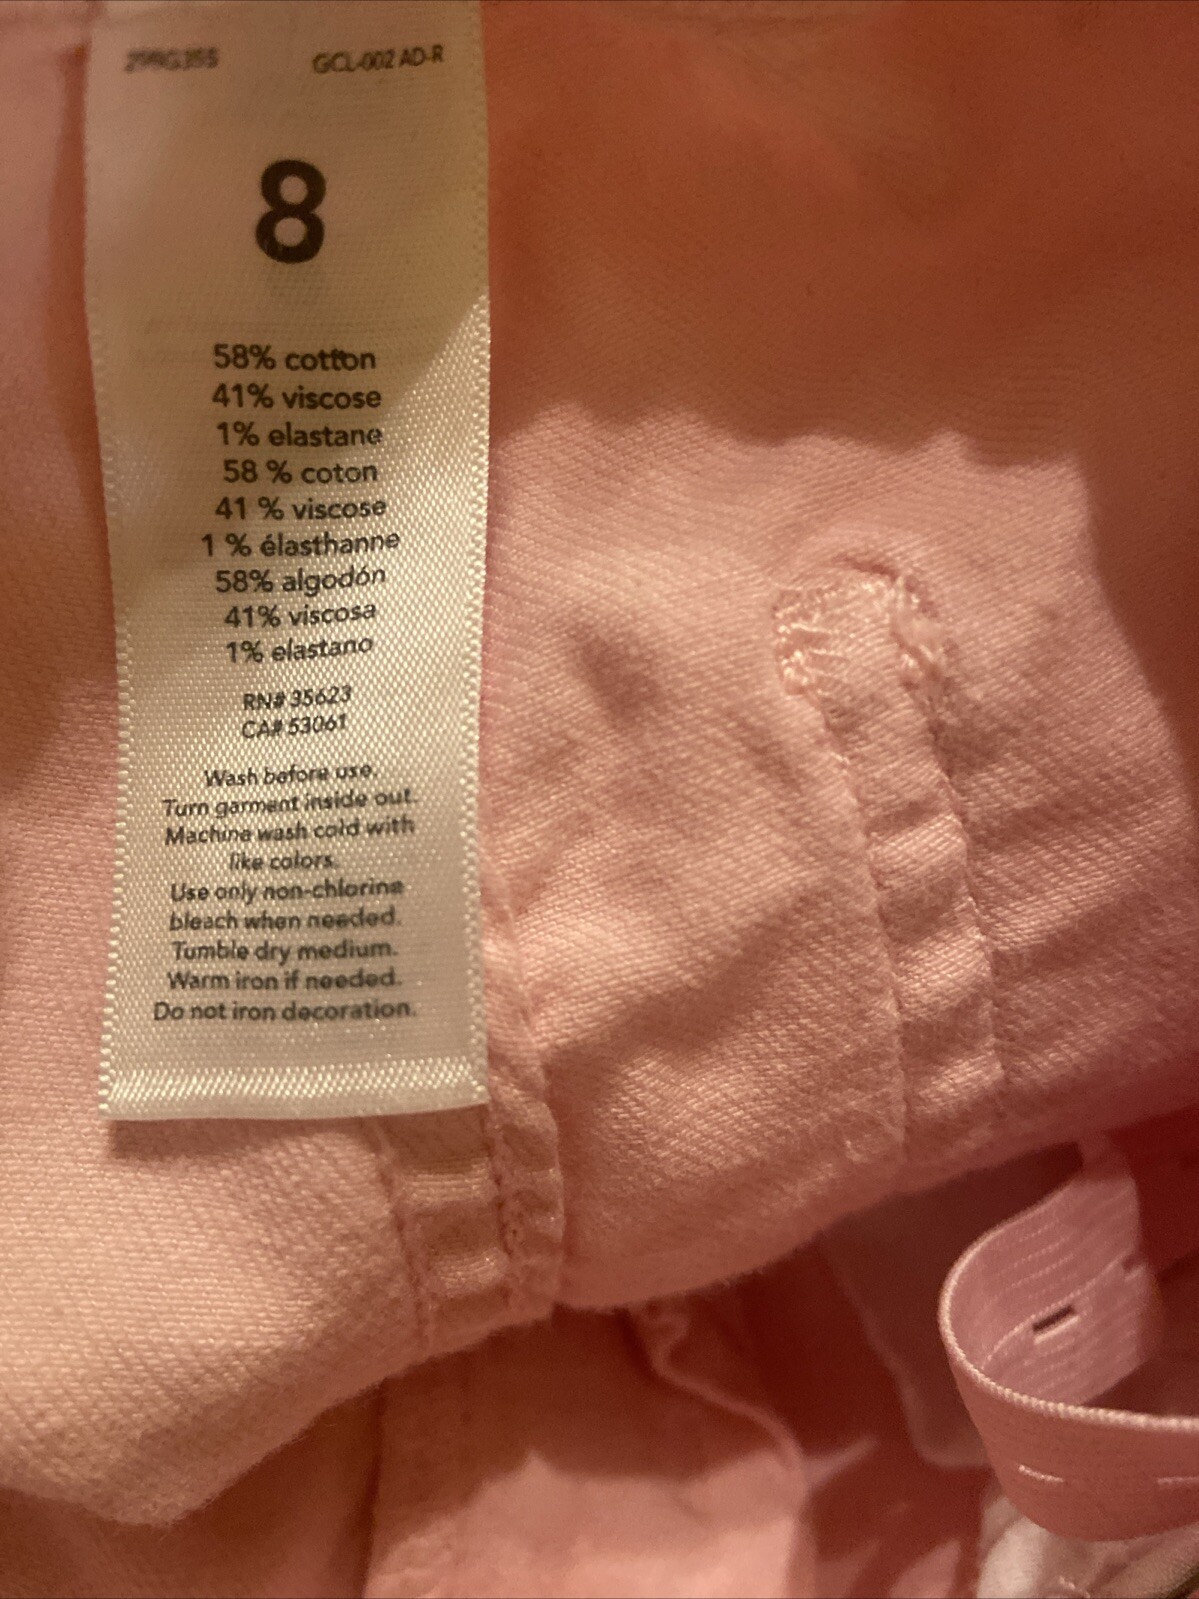 GCL-002 AD-R
8
58% cotton
41% viscose
1% elastane
58 % coton
41 % viscose
1 % élasthanne
58% algodón
41% viscosa
1% elastano
RN# 35623
CA# 53061
Wash before use.
Turn garment inside out.
Machine wash cold with
like colors.
Use only non-chlorine
bleach when needed.
Tumble dry medium.
Warm iron if needed.
Do not iron decoration.